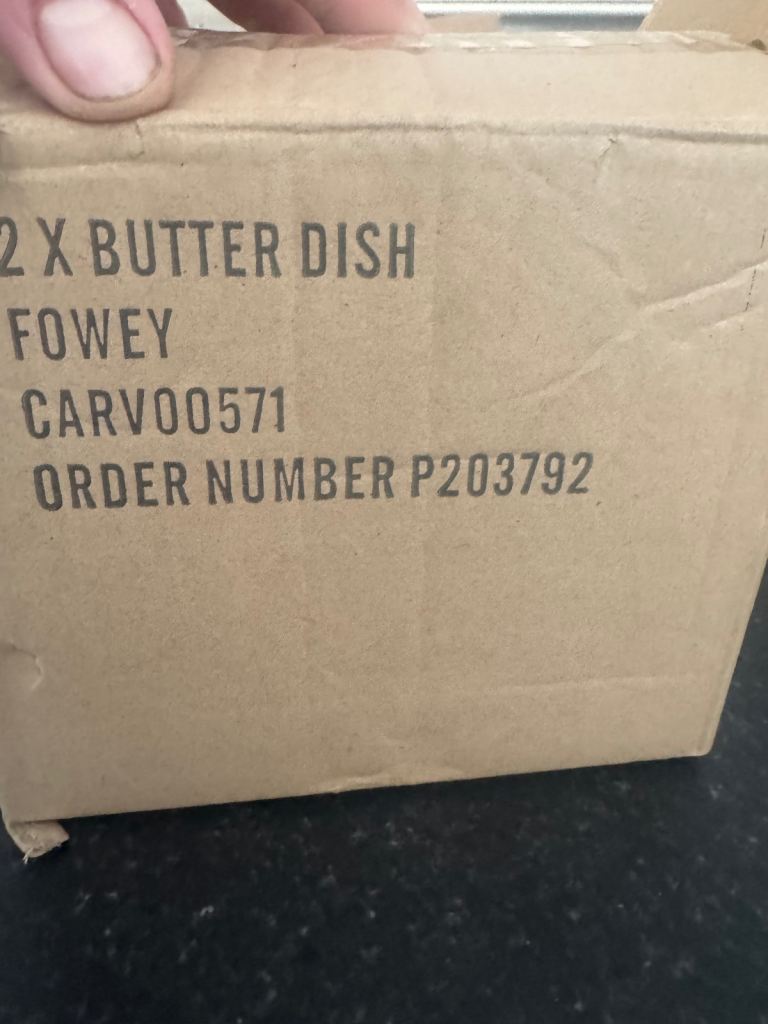 2 X BUTTER DISH
FOWEY
CARV00571
ORDER NUMBER P203792